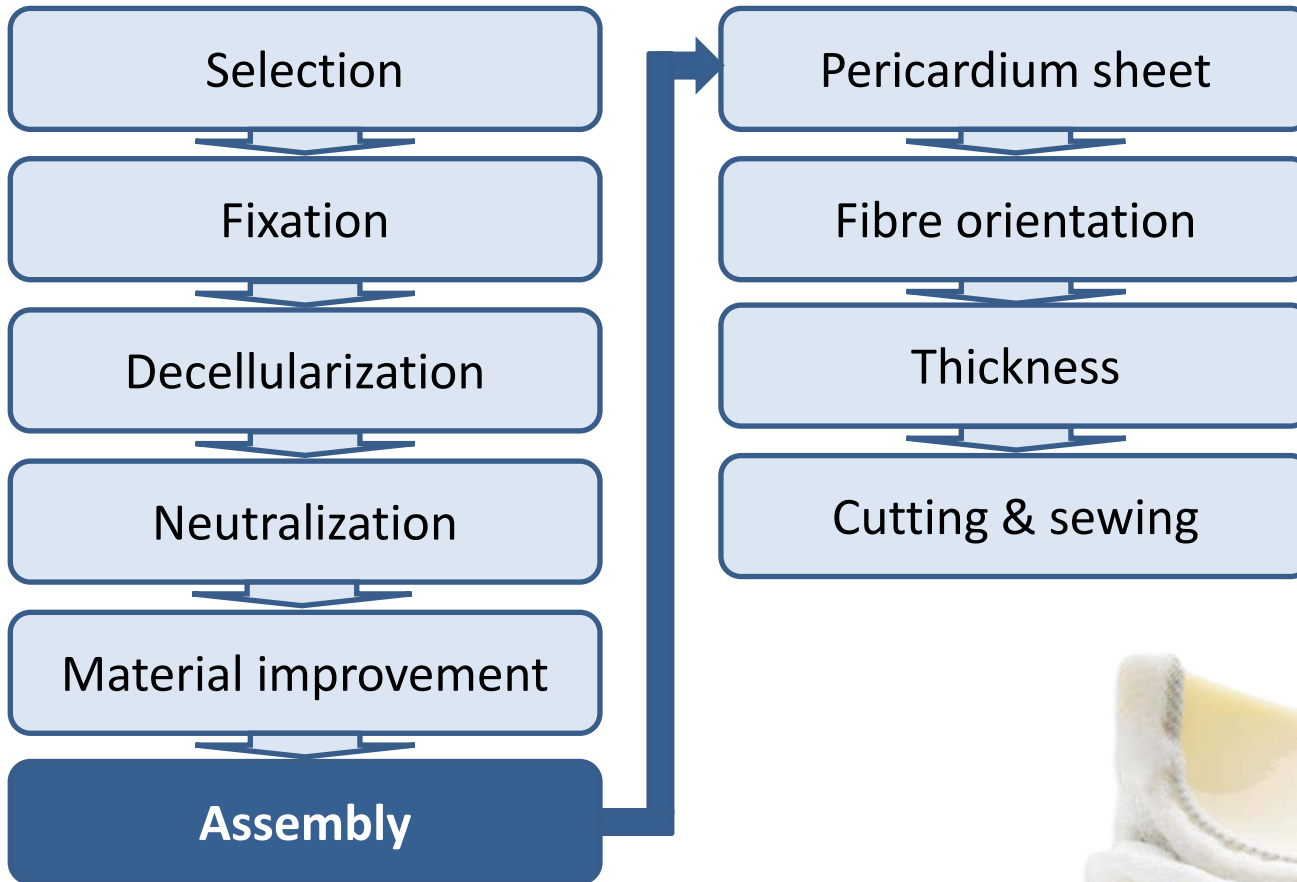 Selection
Fixation
Decellularization
Neutralization
Material improvement
Assembly
Pericardium sheet
Fibre orientation
Thickness
Cutting & sewing